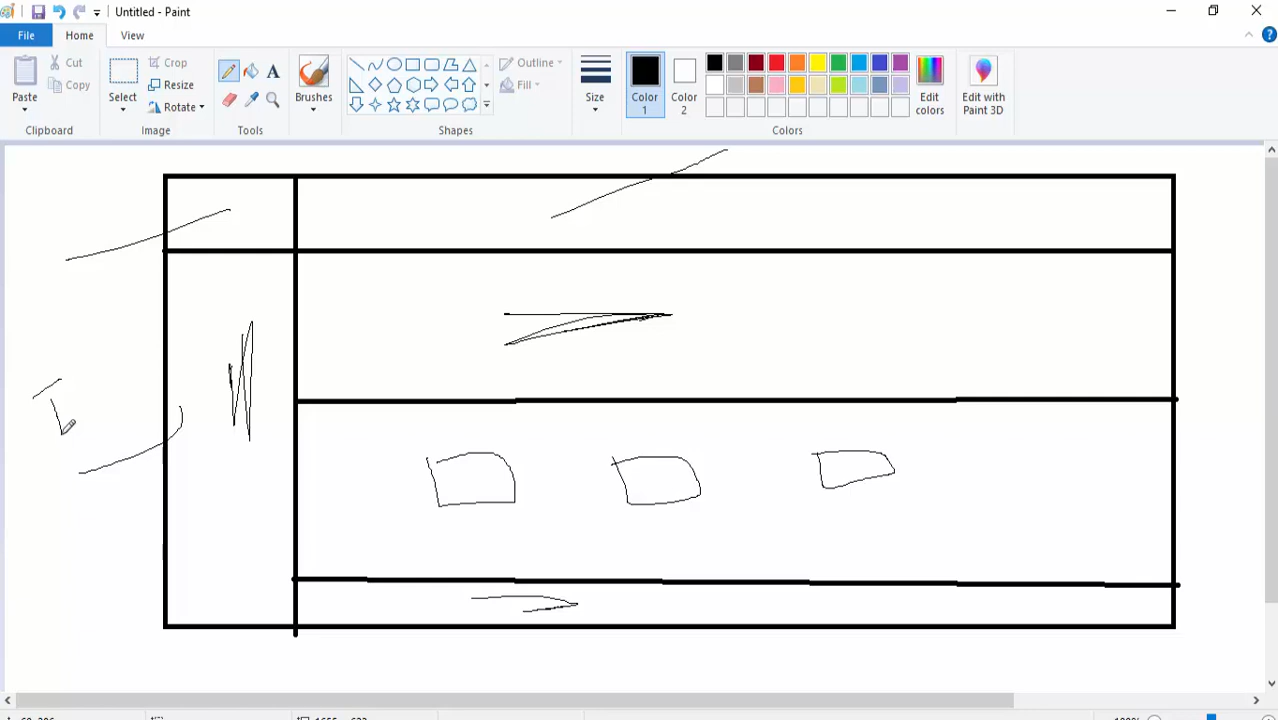 Untitled - Paint
File Home View
Cut Crop Outline Edit Edit with
Paste Copy Select Resize Brushes Fill Size Color Color colors Paint 3D
Rotate 1 2
Clipboard Image Tools Shapes Colors
100%